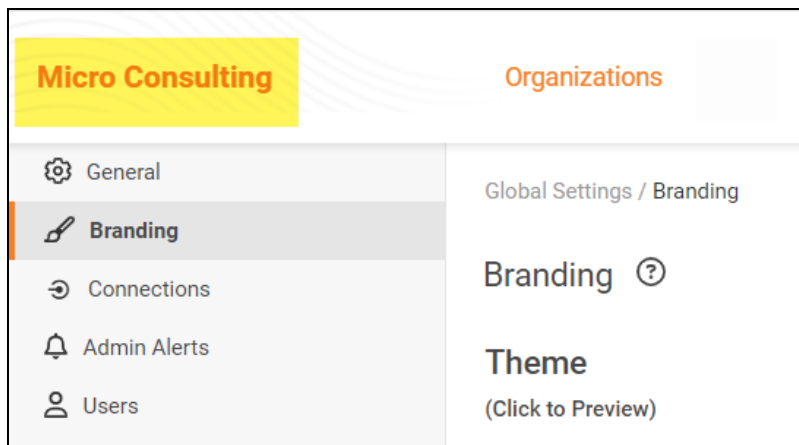 Micro Consulting
Organizations
General
Branding
Connections
Admin Alerts
Users
Global Settings / Branding
Branding ?
Theme
(Click to Preview)